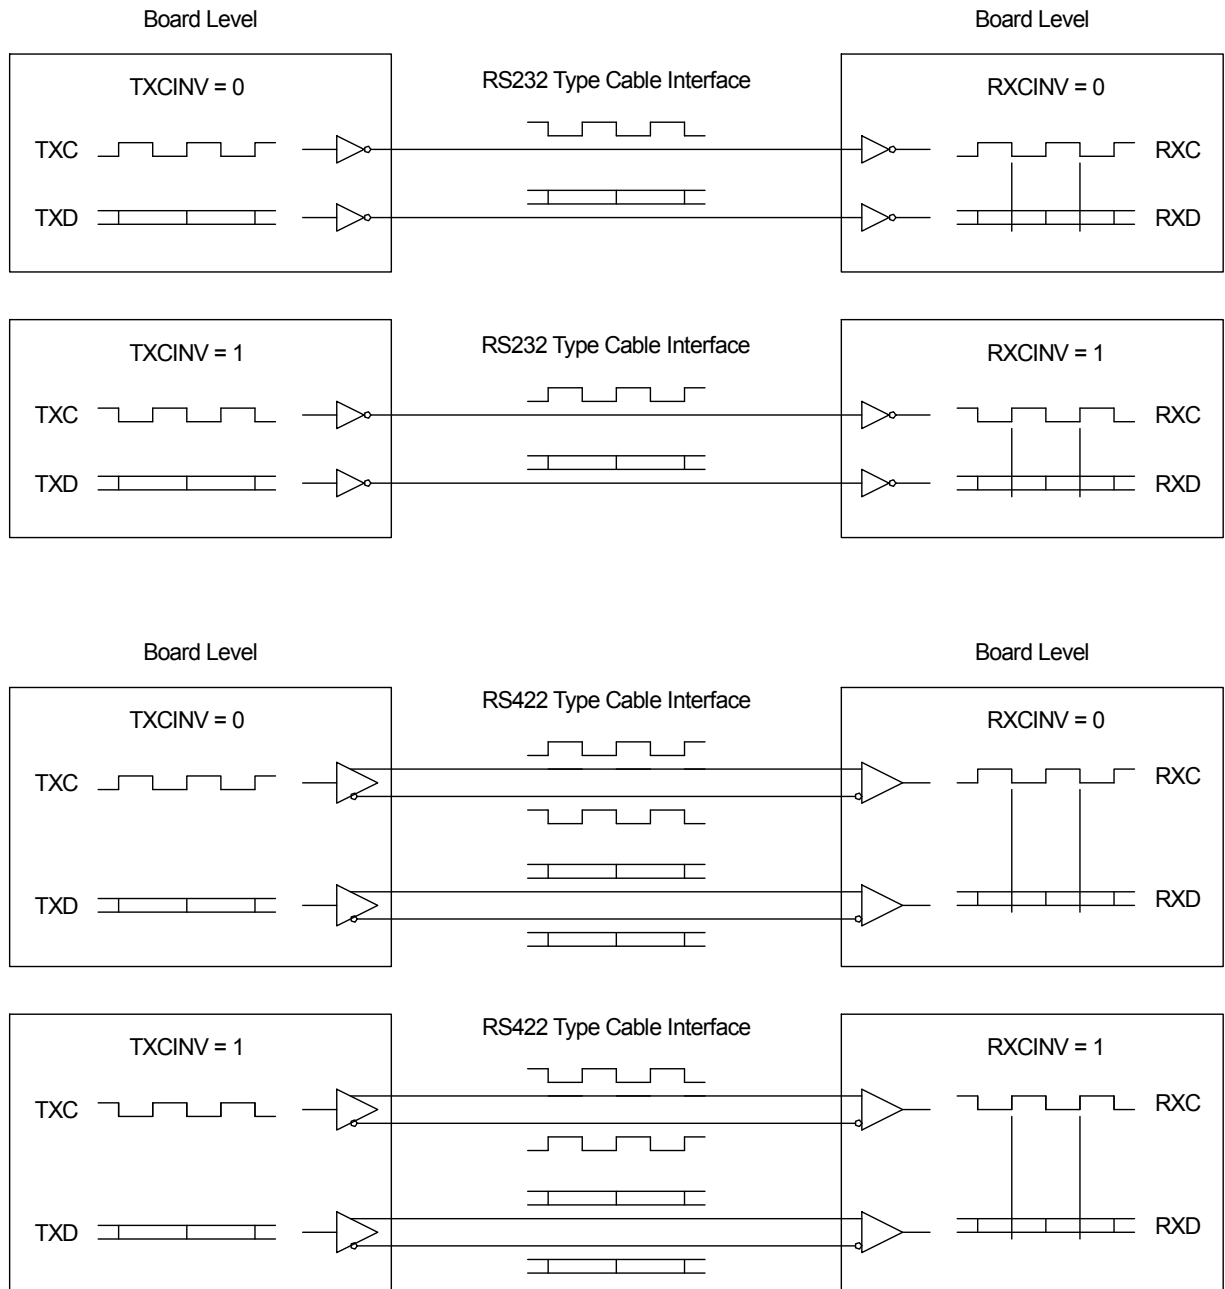 Board Level
Board Level
TXCINV = 0
RS232 Type Cable Interface
RXCINV = 0
TXC
RXC
TXD
RXD
TXCINV = 1
RS232 Type Cable Interface
RXCINV = 1
TXC
RXC
TXD
RXD
Board Level
Board Level
TXCINV = 0
RS422 Type Cable Interface
RXCINV = 0
TXC
RXC
TXD
RXD
TXCINV = 1
RS422 Type Cable Interface
RXCINV = 1
TXC
RXC
TXD
RXD